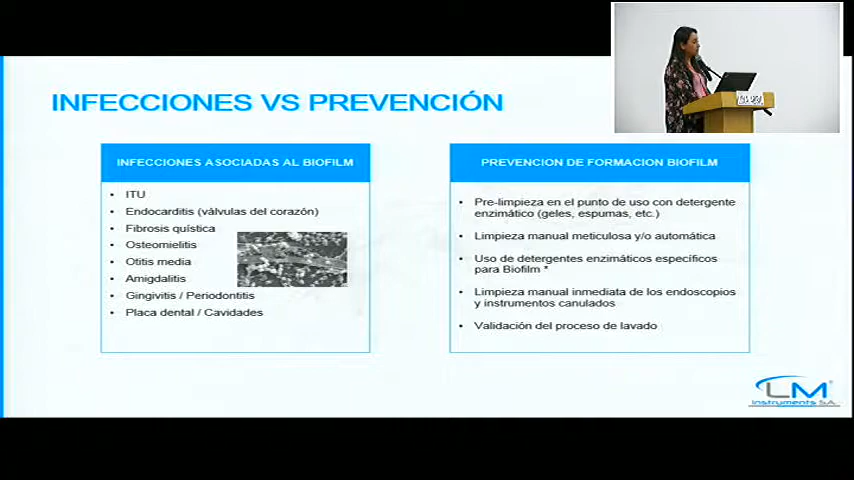 INFECCIONES VS PREVENCIÓN
INFECCIONES ASOCIADAS AL BIOFILM
• ITU
• Endocarditis (válvulas del corazón)
• Fibrosis quística
• Osteomielitis
• Otitis media
• Amigdalitis
• Gingivitis / Periodontitis
• Placa dental / Cavidades
PREVENCION DE FORMACION BIOFILM
• Pre-limpieza en el punto de uso con detergente
enzimático (geles, espumas, etc.)
• Limpieza manual meticulosa y/o automática
• Uso de detergentes enzimáticos específicos
para Biofilm *
• Limpieza manual inmediata de los endoscopios
y instrumentos canulados
• Validación del proceso de lavado
LM
instruments S.A.